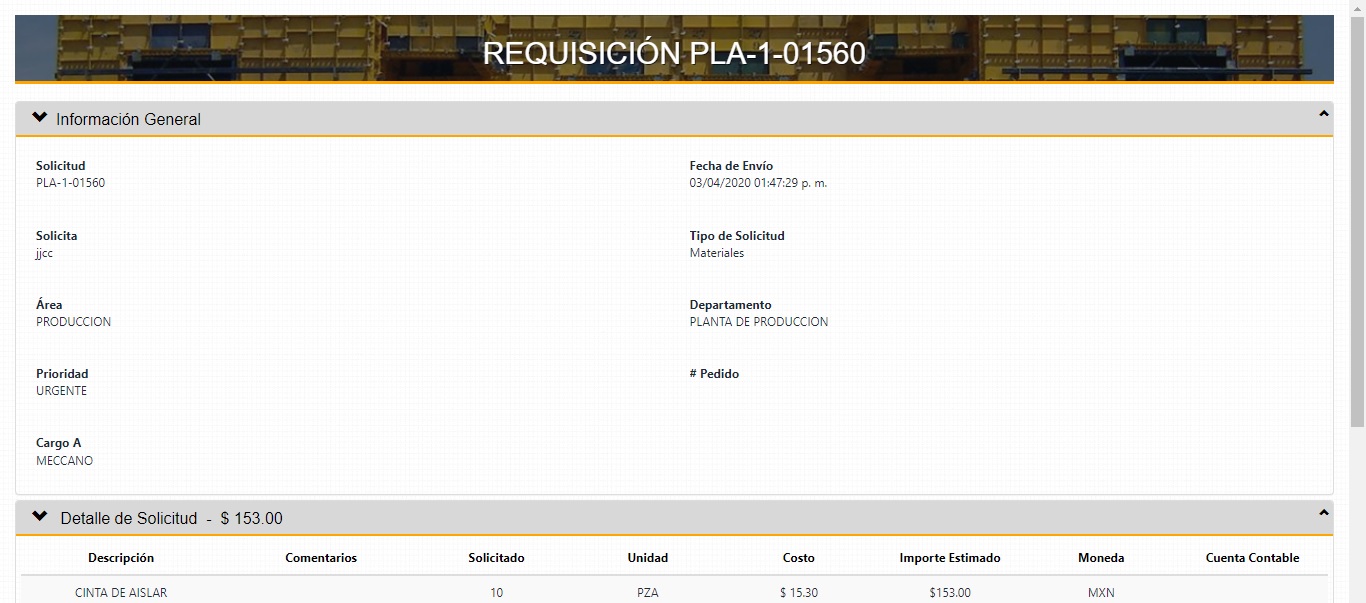 REQUISICIÓN PLA-1-01560
Información General
Solicitud
PLA-1-01560
Fecha de Envío
03/04/2020 01:47:29 p. m.
Solicita
jjcc
Tipo de Solicitud
Materiales
Área
PRODUCCION
Departamento
PLANTA DE PRODUCCION
Prioridad
URGENTE
# Pedido
Cargo A
MECCANO
Detalle de Solicitud - $ 153.00
Descripción Comentarios Solicitado Unidad Costo Importe Estimado Moneda Cuenta Contable
CINTA DE AISLAR 10 PZA $ 15.30 $153.00 MXN